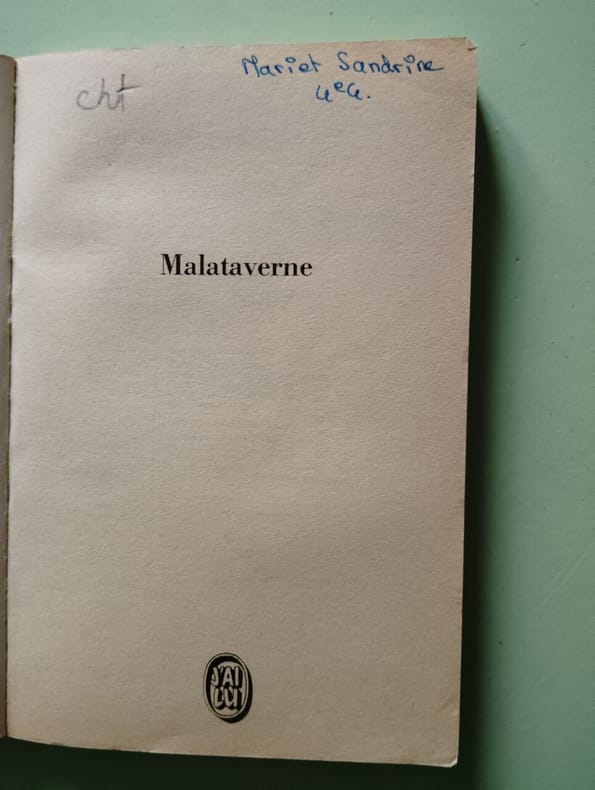 Mariet Sandrine
cht
4e4.
Malataverne
J'AI
LU